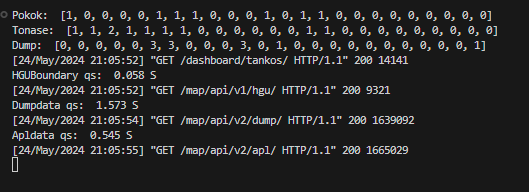 Pokok:  [1, 0, 0, 0, 0, 1, 1, 1, 0, 0, 0, 1, 0, 1, 1, 0, 0, 0, 0, 0, 0, 0, 0, 0]
Tonase:  [1, 1, 2, 1, 1, 1, 1, 0, 0, 0, 0, 0, 0, 1, 1, 0, 0, 0, 0, 0, 0, 0, 0, 0]
Dump:  [0, 0, 0, 0, 0, 3, 3, 0, 0, 0, 3, 0, 1, 0, 0, 0, 0, 0, 0, 0, 0, 0, 0, 1]
[24/May/2024 21:05:52] "GET /dashboard/tankos/ HTTP/1.1" 200 14141
HGUBoundary qs:  0.058 S
[24/May/2024 21:05:52] "GET /map/api/v1/hgu/ HTTP/1.1" 200 9321
Dumpdata qs:  1.573 S
[24/May/2024 21:05:54] "GET /map/api/v2/dump/ HTTP/1.1" 200 1639092
Apldata qs:  0.545 S
[24/May/2024 21:05:55] "GET /map/api/v2/apl/ HTTP/1.1" 200 1665029